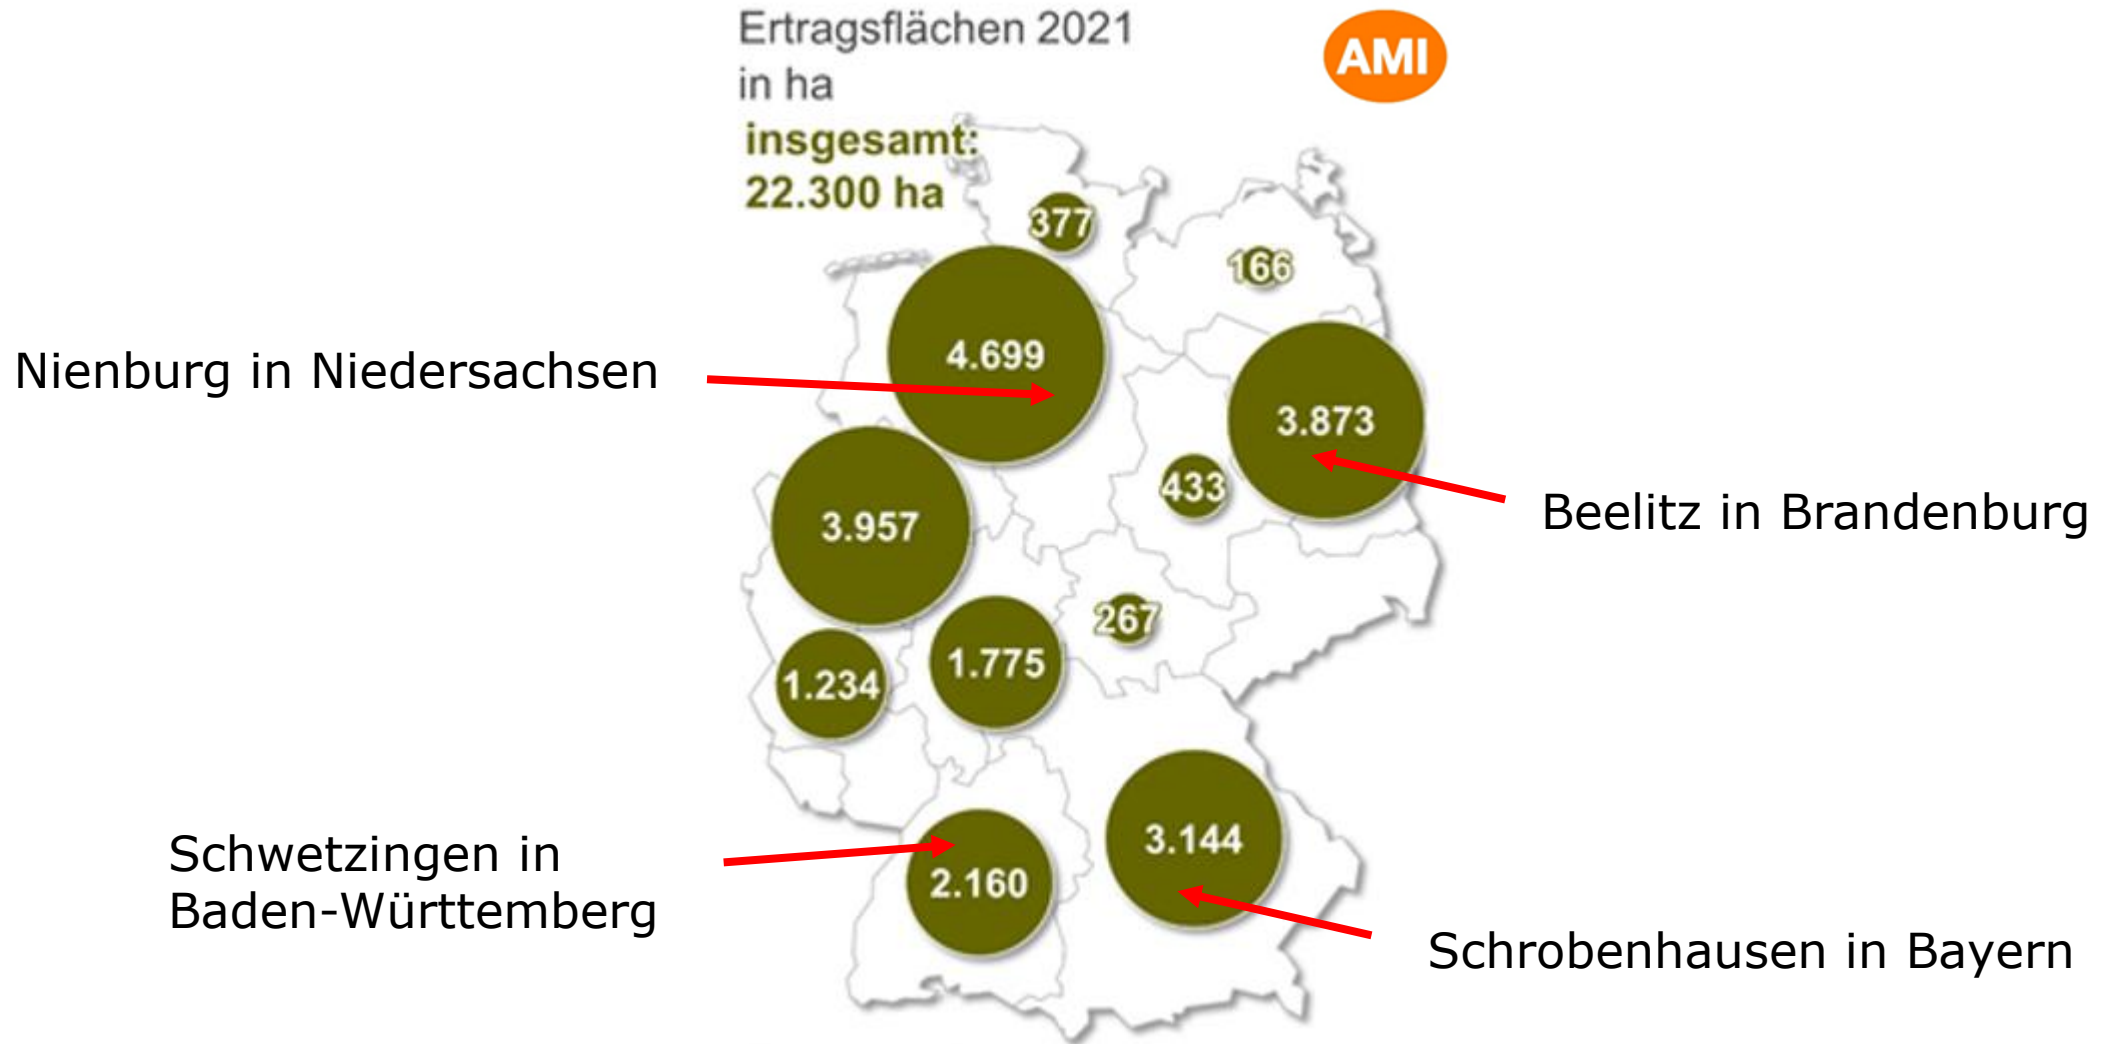 Ertragsflächen 2021
in ha
insgesamt:
22.300 ha
AMI
377
166
4.699
Nienburg in Niedersachsen
3.873
433
Beelitz in Brandenburg
3.957
267
1.775
1.234
3.144
Schwetzingen in
Baden-Württemberg
2.160
Schrobenhausen in Bayern